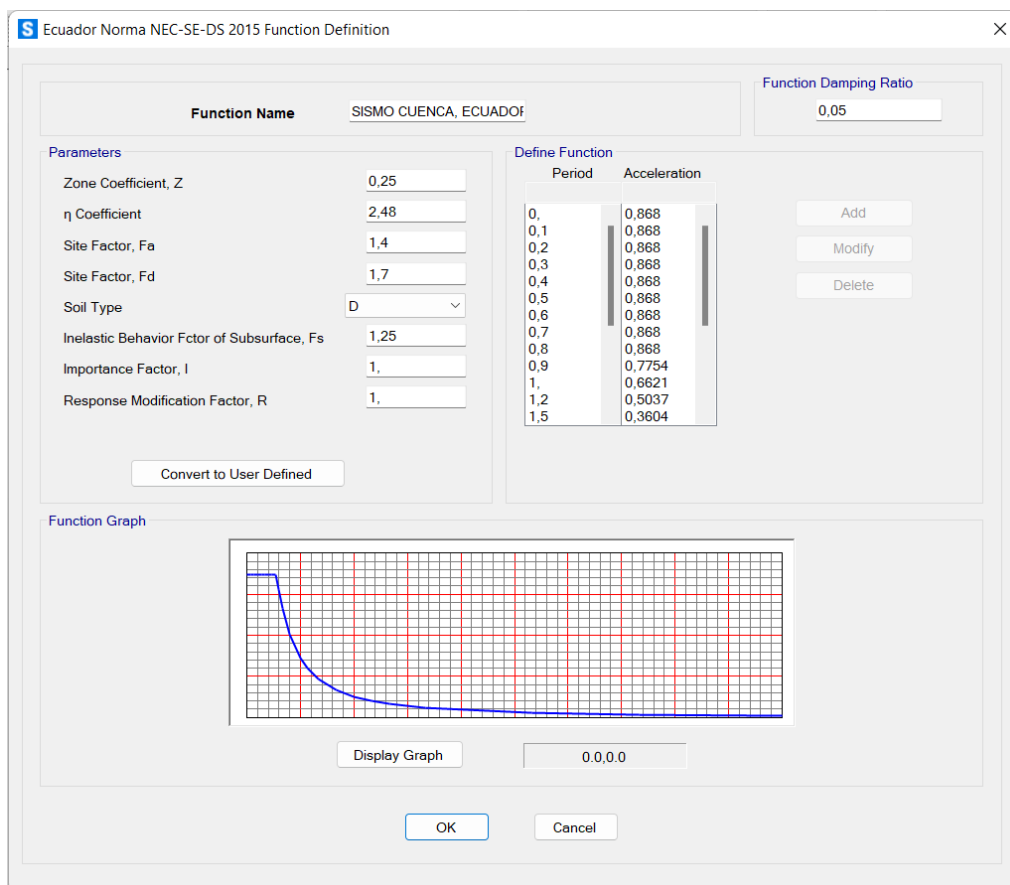 Ecuador Norma NEC-SE-DS 2015 Function Definition
Function Name
SISMO CUENCA, ECUADOR
Function Damping Ratio
0,05
Parameters
Zone Coefficient, Z 0,25
η Coefficient 2,48
Site Factor, Fa 1,4
Site Factor, Fd 1,7
Soil Type D
Inelastic Behavior Fctor of Subsurface, Fs 1,25
Importance Factor, I 1,
Response Modification Factor, R 1,
Convert to User Defined
Define Function
Period Acceleration
0, 0,868
0,1 0,868
0,2 0,868
0,3 0,868
0,4 0,868
0,5 0,868
0,6 0,868
0,7 0,868
0,8 0,868
0,9 0,7754
1, 0,6621
1,2 0,5037
1,5 0,3604
Add
Modify
Delete
Function Graph
Display Graph
0.0,0.0
OK
Cancel